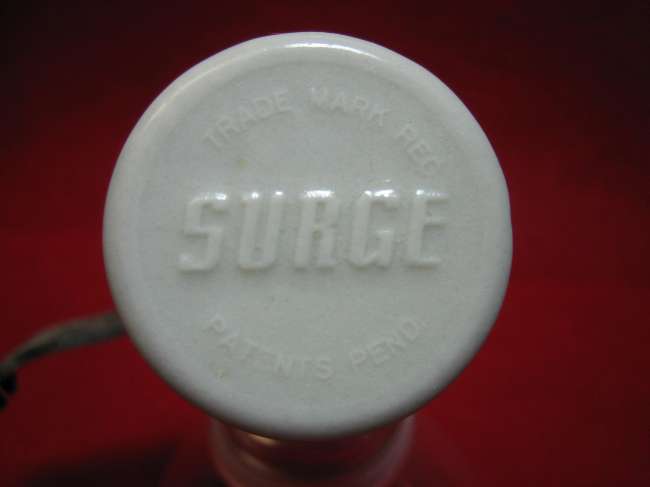 TRADE MARK REG.
SURGE
PATENTS PEND.